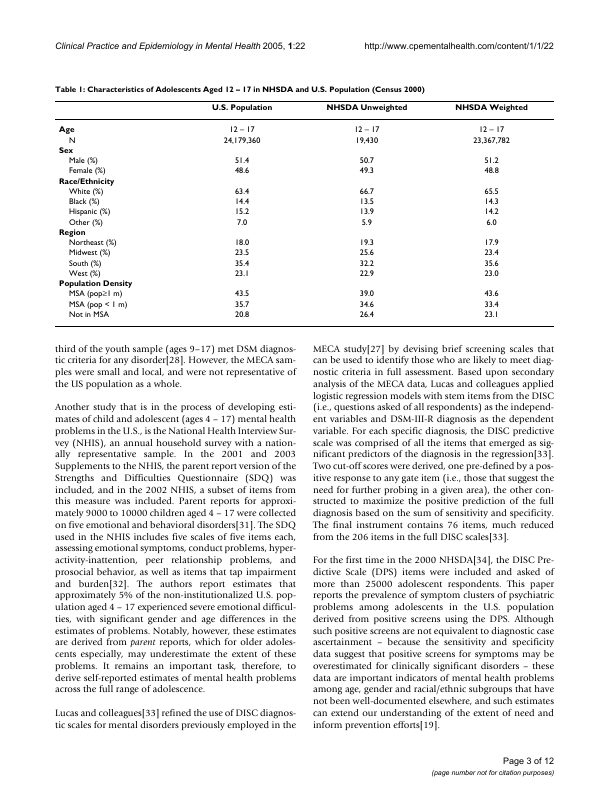 Clinical Practice and Epidemiology in Mental Health 2005, 1:22 http://www.cpementalhealth.com/content/1/1/22
Table 1: Characteristics of Adolescents Aged 12 – 17 in NHSDA and U.S. Population (Census 2000)
U.S. Population NHSDA Unweighted NHSDA Weighted
Age 12 – 17 12 – 17 12 – 17
N 24,179,360 19,430 23,367,782
Sex
Male (%) 51.4 50.7 51.2
Female (%) 48.6 49.3 48.8
Race/Ethnicity
White (%) 63.4 66.7 65.5
Black (%) 14.4 13.5 14.3
Hispanic (%) 15.2 13.9 14.2
Other (%) 7.0 5.9 6.0
Region
Northeast (%) 18.0 19.3 17.9
Midwest (%) 23.5 25.6 23.4
South (%) 35.4 32.2 35.6
West (%) 23.1 22.9 23.0
Population Density
MSA (pop≥1 m) 43.5 39.0 43.6
MSA (pop < 1 m) 35.7 34.6 33.4
Not in MSA 20.8 26.4 23.1
third of the youth sample (ages 9–17) met DSM diagnos-
tic criteria for any disorder[28]. However, the MECA sam-
ples were small and local, and were not representative of
the US population as a whole.
Another study that is in the process of developing esti-
mates of child and adolescent (ages 4 – 17) mental health
problems in the U.S., is the National Health Interview Sur-
vey (NHIS), an annual household survey with a nation-
ally representative sample. In the 2001 and 2003
Supplements to the NHIS, the parent report version of the
Strengths and Difficulties Questionnaire (SDQ) was
included, and in the 2002 NHIS, a subset of items from
this measure was included. Parent reports for approxi-
mately 9000 to 10000 children aged 4 – 17 were collected
on five emotional and behavioral disorders[31]. The SDQ
used in the NHIS includes five scales of five items each,
assessing emotional symptoms, conduct problems, hyper-
activity-inattention, peer relationship problems, and
prosocial behavior, as well as items that tap impairment
and burden[32]. The authors report estimates that
approximately 5% of the non-institutionalized U.S. pop-
ulation aged 4 – 17 experienced severe emotional difficul-
ties, with significant gender and age differences in the
estimates of problems. Notably, however, these estimates
are derived from parent reports, which for older adoles-
cents especially, may underestimate the extent of these
problems. It remains an important task, therefore, to
derive self-reported estimates of mental health problems
across the full range of adolescence.
Lucas and colleagues[33] refined the use of DISC diagnos-
tic scales for mental disorders previously employed in the
MECA study[27] by devising brief screening scales that
can be used to identify those who are likely to meet diag-
nostic criteria in full assessment. Based upon secondary
analysis of the MECA data, Lucas and colleagues applied
logistic regression models with stem items from the DISC
(i.e., questions asked of all respondents) as the independ-
ent variables and DSM-III-R diagnosis as the dependent
variable. For each specific diagnosis, the DISC predictive
scale was comprised of all the items that emerged as sig-
nificant predictors of the diagnosis in the regression[33].
Two cut-off scores were derived, one pre-defined by a pos-
itive response to any gate item (i.e., those that suggest the
need for further probing in a given area), the other con-
structed to maximize the positive prediction of the full
diagnosis based on the sum of sensitivity and specificity.
The final instrument contains 76 items, much reduced
from the 206 items in the full DISC scales[33].
For the first time in the 2000 NHSDA[34], the DISC Pre-
dictive Scale (DPS) items were included and asked of
more than 25000 adolescent respondents. This paper
reports the prevalence of symptom clusters of psychiatric
problems among adolescents in the U.S. population
derived from positive screens using the DPS. Although
such positive screens are not equivalent to diagnostic case
ascertainment – because the sensitivity and specificity
data suggest that positive screens for symptoms may be
overestimated for clinically significant disorders – these
data are important indicators of mental health problems
among age, gender and racial/ethnic subgroups that have
not been well-documented elsewhere, and such estimates
can extend our understanding of the extent of need and
inform prevention efforts[19].
Page 3 of 12
(page number not for citation purposes)